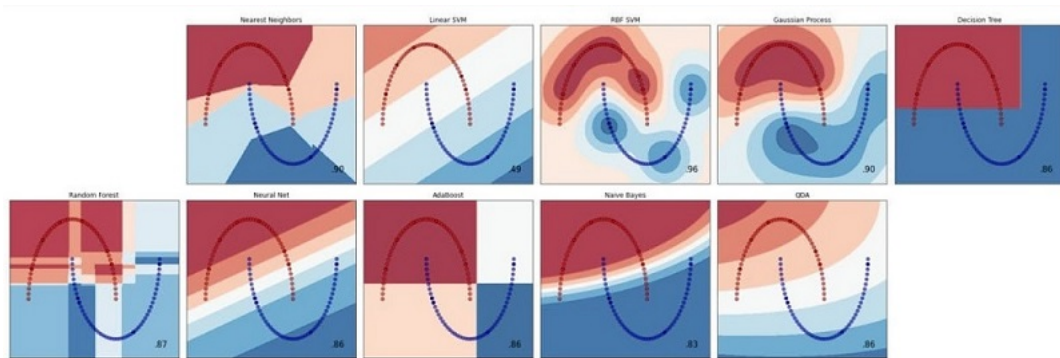 Nearest Neighbors
Linear SVM
RBF SVM
Gaussian Process
Decision Tree
.90
.49
.96
.90
.86
Random Forest
Neural Net
AdaBoost
Naive Bayes
QDA
.87
.86
.86
.83
.86